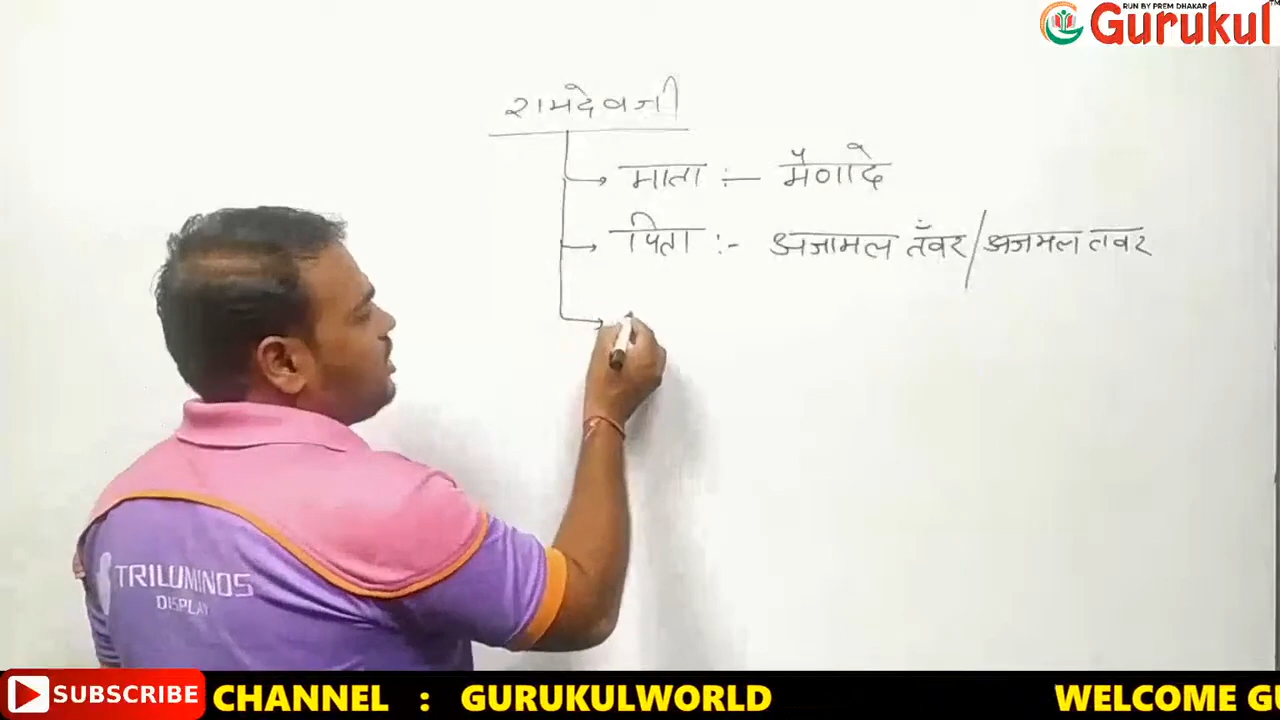 RUN BY PREM DHAKAR
Gurukul
TM
रामदेवजी
माता :— मैणादे
पिता :- अजामल तँवर/अजमल तवर
TRILUMINOS
DISPLAY
SUBSCRIBE CHANNEL : GURUKULWORLD WELCOME GU